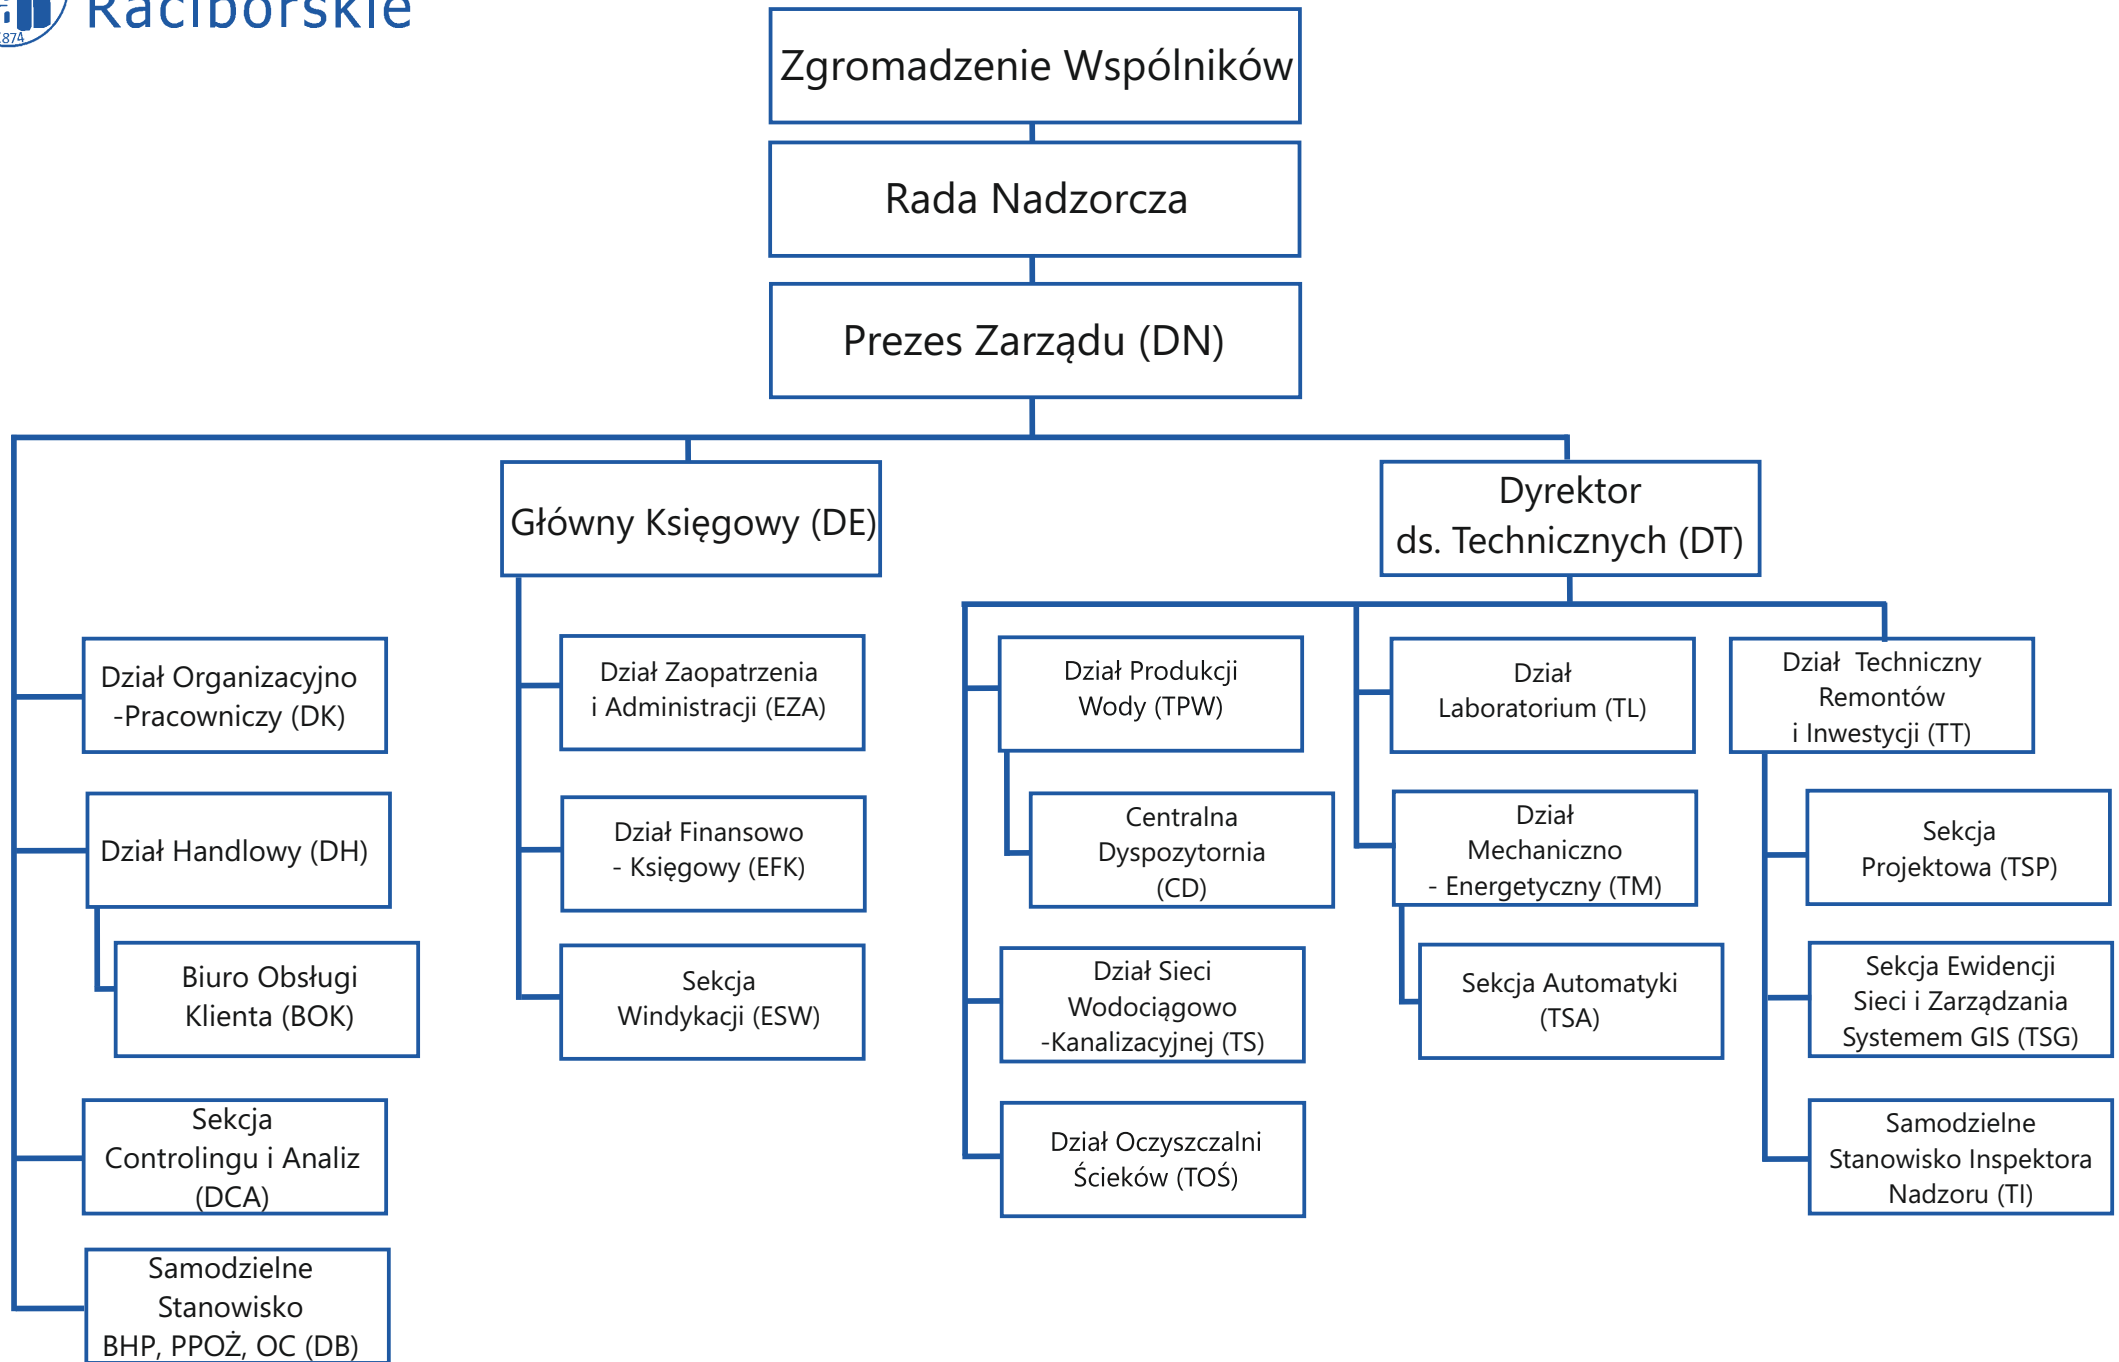 Raciborskie
1874
Zgromadzenie Wspólników
Rada Nadzorcza
Prezes Zarządu (DN)
Główny Księgowy (DE)
Dyrektor
ds. Technicznych (DT)
Dział Organizacyjno
-Pracowniczy (DK)
Dział Handlowy (DH)
Biuro Obsługi
Klienta (BOK)
Sekcja
Controlingu i Analiz
(DCA)
Samodzielne
Stanowisko
BHP, PPOŻ, OC (DB)
Dział Zaopatrzenia
i Administracji (EZA)
Dział Finansowo
- Księgowy (EFK)
Sekcja
Windykacji (ESW)
Dział Produkcji
Wody (TPW)
Centralna
Dyspozytornia
(CD)
Dział Sieci
Wodociągowo
-Kanalizacyjnej (TS)
Dział Oczyszczalni
Ścieków (TOŚ)
Dział
Laboratorium (TL)
Dział
Mechaniczno
- Energetyczny (TM)
Sekcja Automatyki
(TSA)
Dział Techniczny
Remontów
i Inwestycji (TT)
Sekcja
Projektowa (TSP)
Sekcja Ewidencji
Sieci i Zarządzania
Systemem GIS (TSG)
Samodzielne
Stanowisko Inspektora
Nadzoru (TI)